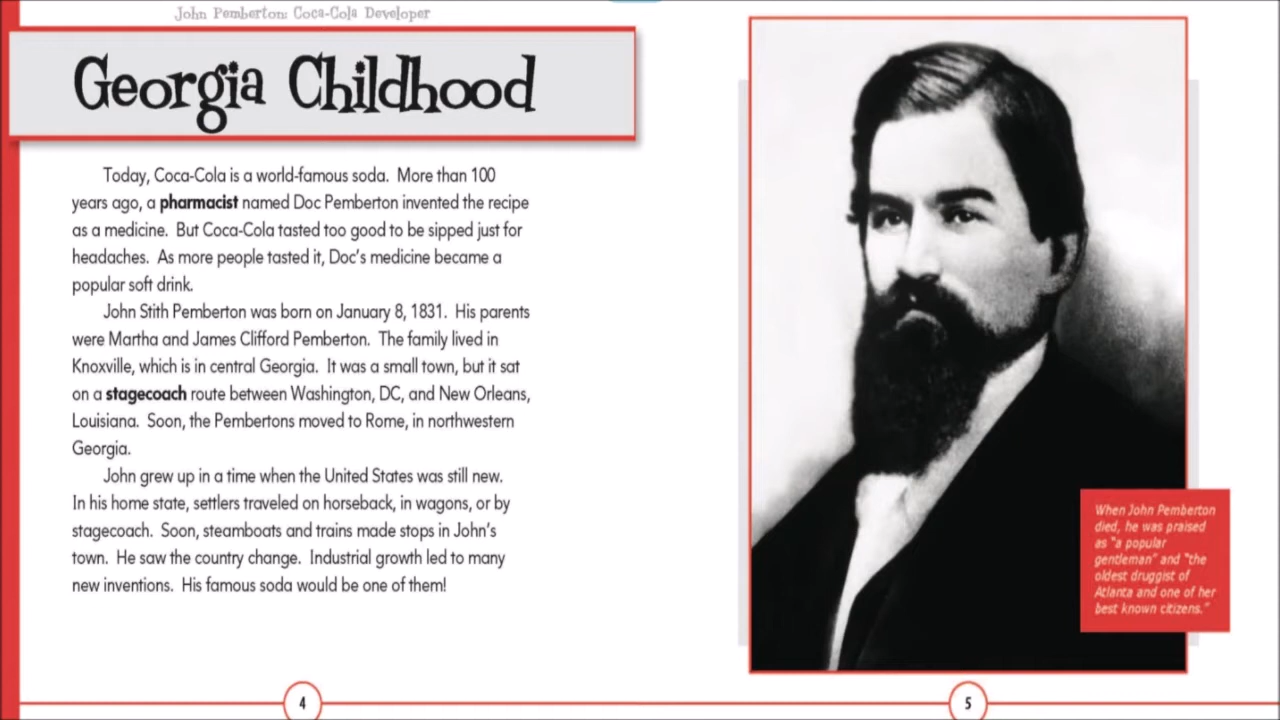 John Pemberton: Coca-Cola Developer
Georgia Childhood
Today, Coca-Cola is a world-famous soda. More than 100
years ago, a pharmacist named Doc Pemberton invented the recipe
as a medicine. But Coca-Cola tasted too good to be sipped just for
headaches. As more people tasted it, Doc's medicine became a
popular soft drink.
John Stith Pemberton was born on January 8, 1831. His parents
were Martha and James Clifford Pemberton. The family lived in
Knoxville, which is in central Georgia. It was a small town, but it sat
on a stagecoach route between Washington, DC, and New Orleans,
Louisiana. Soon, the Pembertons moved to Rome, in northwestern
Georgia.
John grew up in a time when the United States was still new.
In his home state, settlers traveled on horseback, in wagons, or by
stagecoach. Soon, steamboats and trains made stops in John's
town. He saw the country change. Industrial growth led to many
new inventions. His famous soda would be one of them!
4
When John Pemberton
died, he was praised
as "a popular
gentleman" and "the
oldest druggist of
Atlanta and one of her
best known citizens."
5